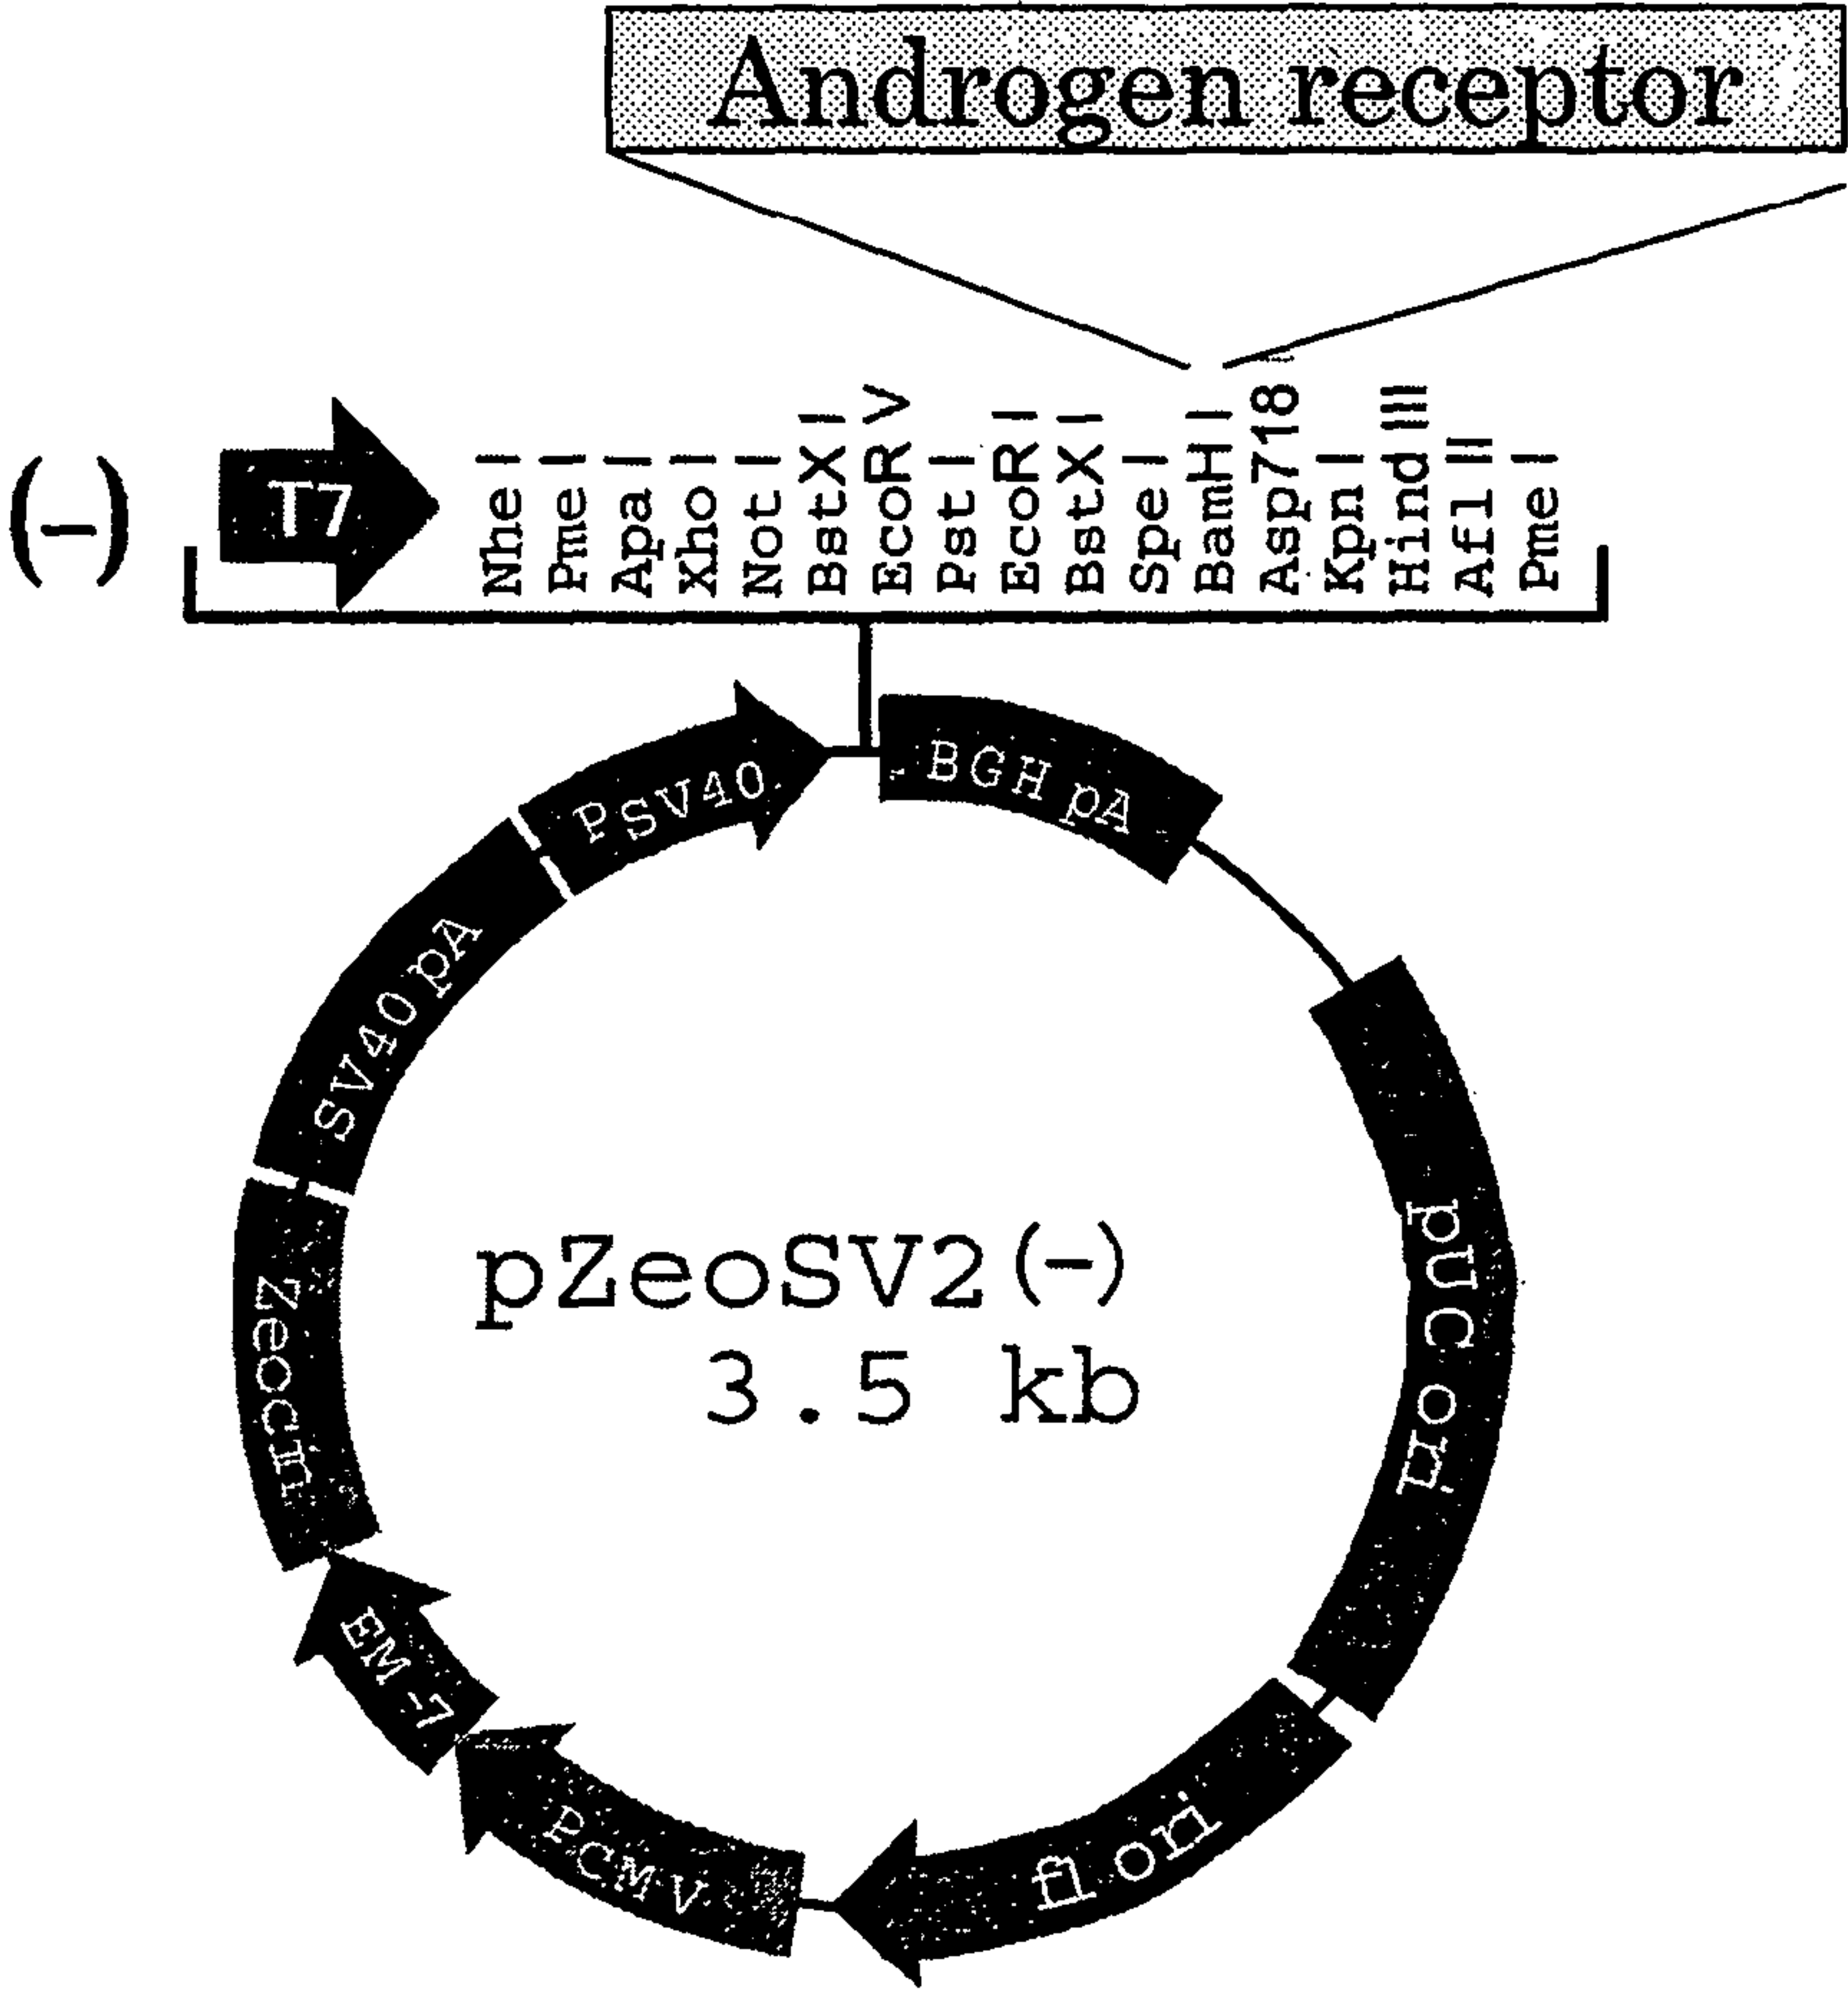 Androgen receptor
(-)
T7
Nhe I
Pme I
Apa I
Xho I
Not I
BstX I
EcoR V
Pst I
EcoR I
BstX I
Spe I
BamH I
Asp718 I
Kpn I
Hind III
Afl II
Pme I
PSV40
BGH pA
SV40 pA
Zeocin
EM-7
PCMV
f1 ori
pUC ori
pZeoSV2(-)
3.5 kb